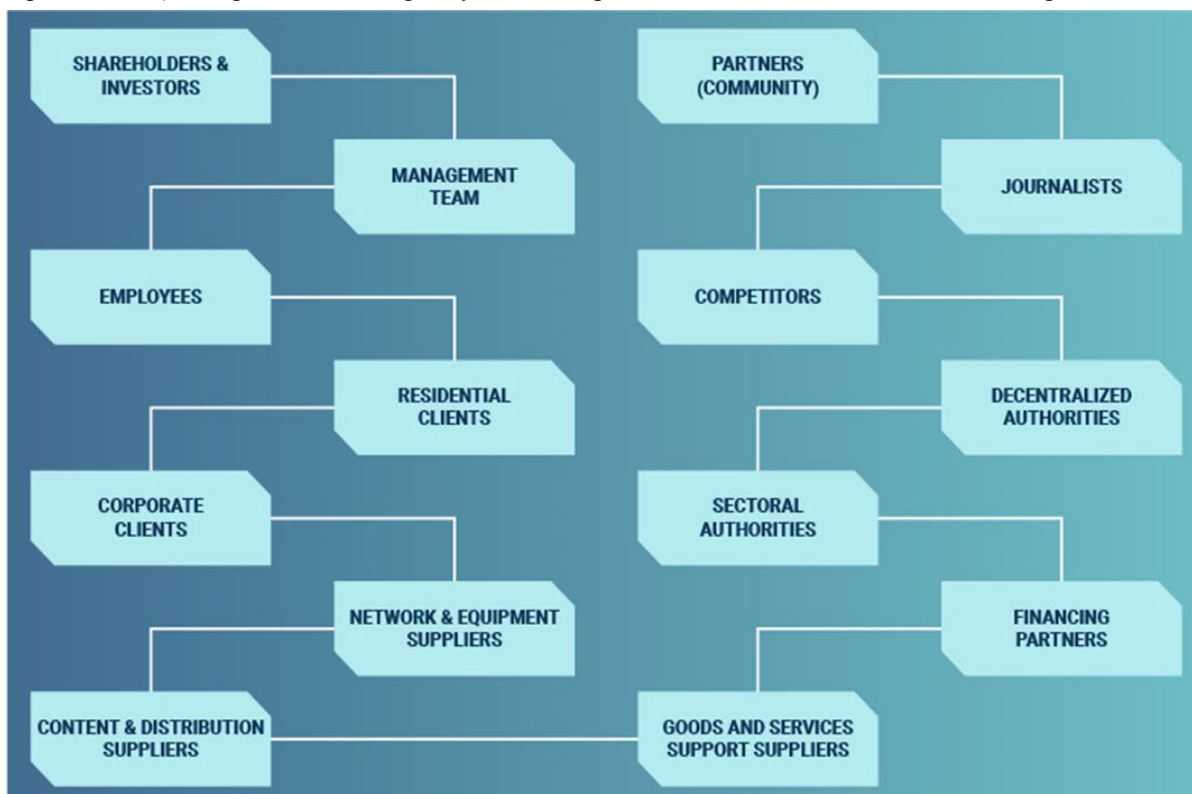 SHAREHOLDERS &
INVESTORS
MANAGEMENT
TEAM
EMPLOYEES
RESIDENTIAL
CLIENTS
CORPORATE
CLIENTS
NETWORK & EQUIPMENT
SUPPLIERS
CONTENT & DISTRIBUTION
SUPPLIERS
PARTNERS
(COMMUNITY)
JOURNALISTS
COMPETITORS
DECENTRALIZED
AUTHORITIES
SECTORAL
AUTHORITIES
FINANCING
PARTNERS
GOODS AND SERVICES
SUPPORT SUPPLIERS